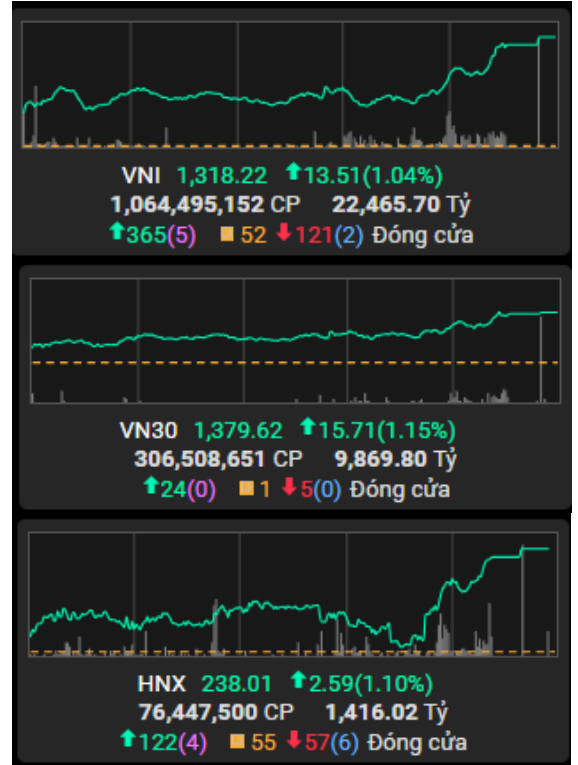 VNI 1,318.22 ⬆13.51(1.04%)
1,064,495,152 CP 22,465.70 Tỷ
⬆365(5) ■ 52 ⬇121(2) Đóng cửa
VN30 1,379.62 ⬆15.71(1.15%)
306,508,651 CP 9,869.80 Tỷ
⬆24(0) ■ 1 ⬇5(0) Đóng cửa
HNX 238.01 ⬆2.59(1.10%)
76,447,500 CP 1,416.02 Tỷ
⬆122(4) ■ 55 ⬇57(6) Đóng cửa